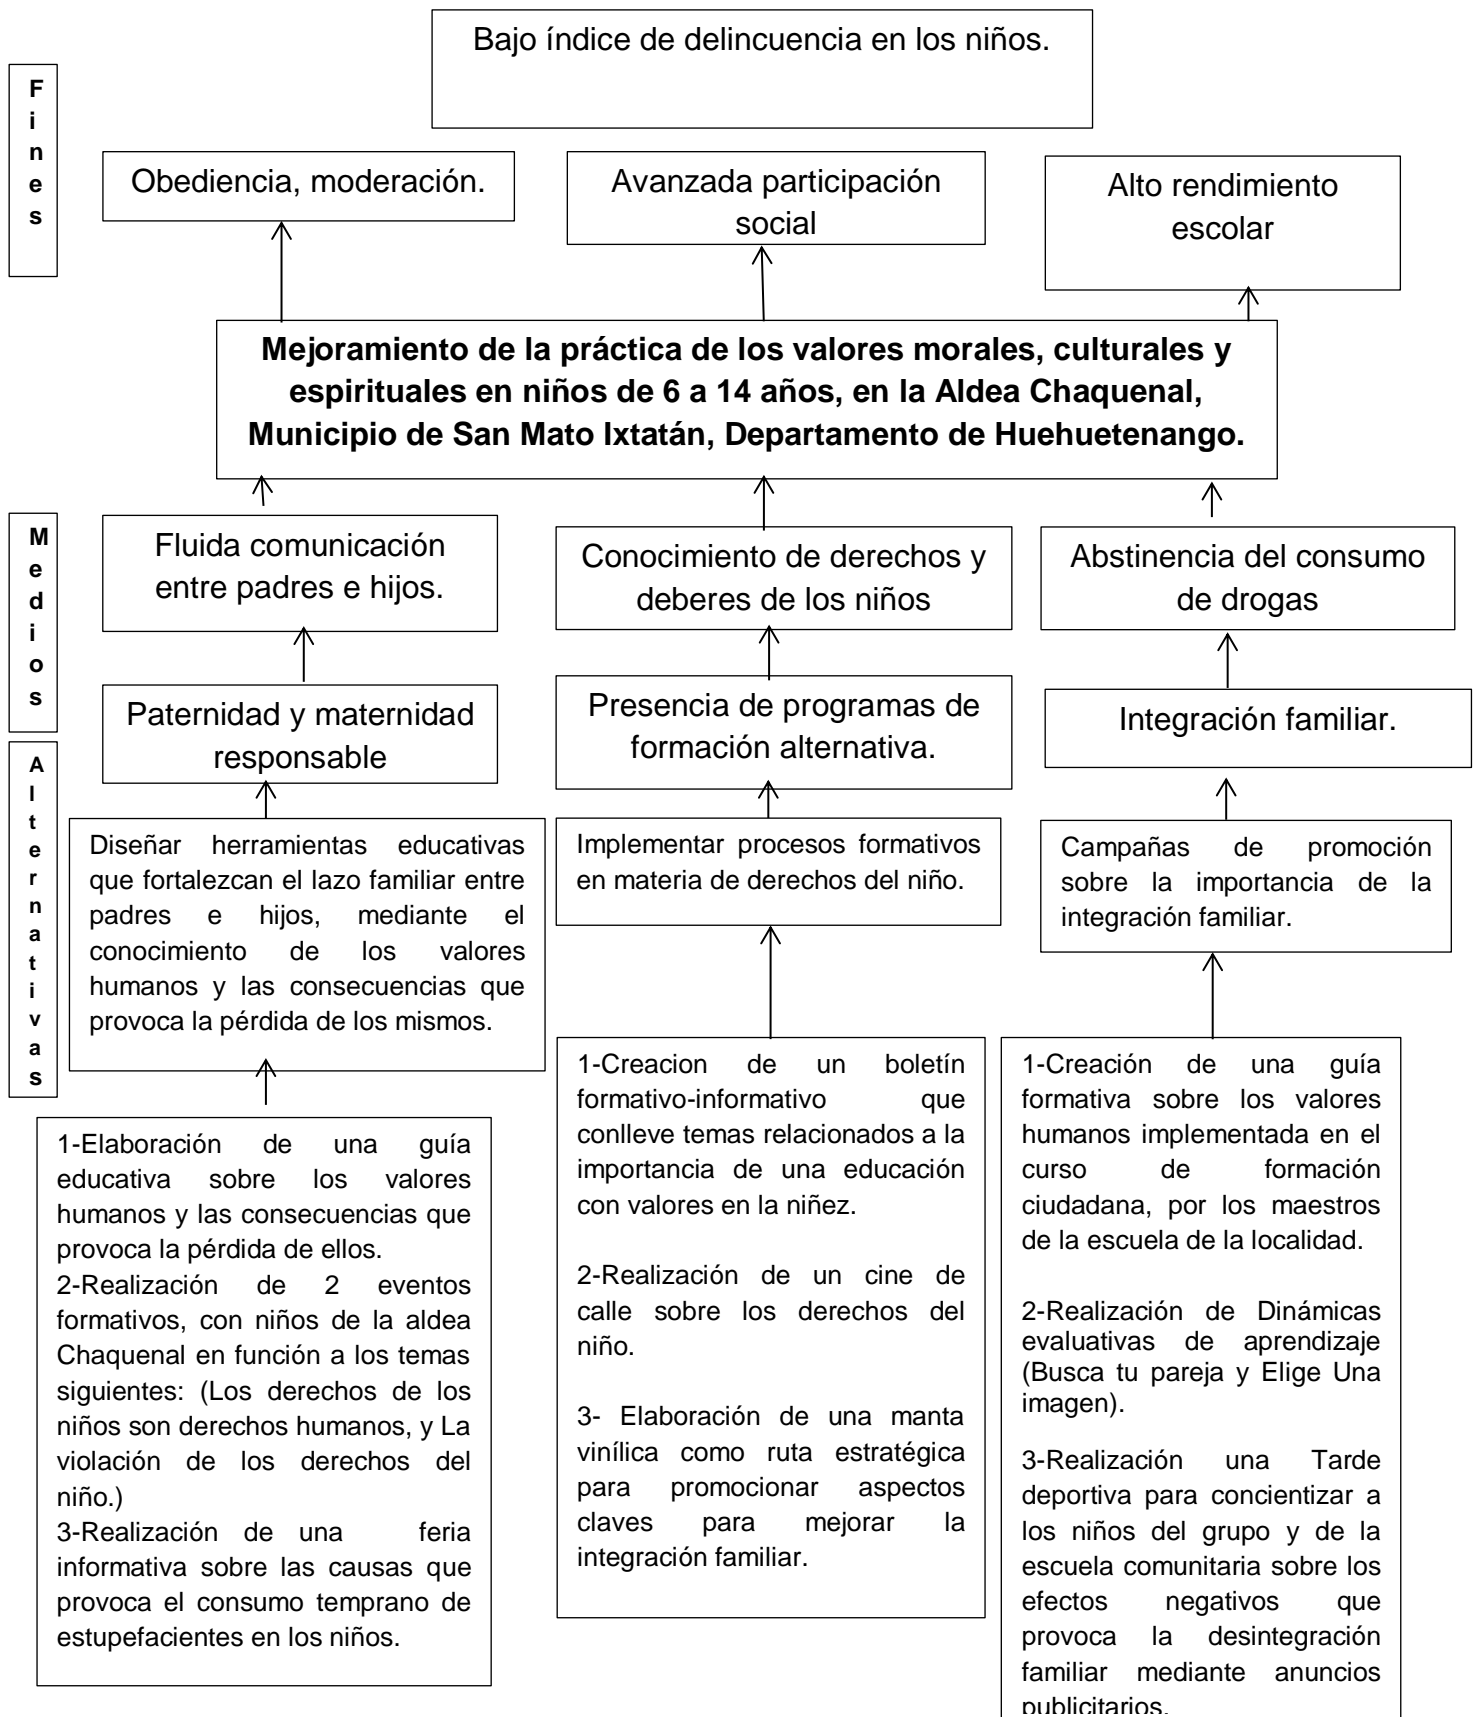 Bajo índice de delincuencia en los niños.
Fines
Obediencia, moderación.
Avanzada participación
social
Alto rendimiento
escolar
Mejoramiento de la práctica de los valores morales, culturales y
espirituales en niños de 6 a 14 años, en la Aldea Chaquenal,
Municipio de San Mato Ixtatán, Departamento de Huehuetenango.
Medios
Fluida comunicación
entre padres e hijos.
Conocimiento de derechos y
deberes de los niños
Abstinencia del consumo
de drogas
Paternidad y maternidad
responsable
Presencia de programas de
formación alternativa.
Integración familiar.
Alternativas
Diseñar herramientas educativas
que fortalezcan el lazo familiar entre
padres e hijos, mediante el
conocimiento de los valores
humanos y las consecuencias que
provoca la pérdida de los mismos.
Implementar procesos formativos
en materia de derechos del niño.
Campañas de promoción
sobre la importancia de la
integración familiar.
1-Elaboración de una guía
educativa sobre los valores
humanos y las consecuencias que
provoca la pérdida de ellos.
2-Realización de 2 eventos
formativos, con niños de la aldea
Chaquenal en función a los temas
siguientes: (Los derechos de los
niños son derechos humanos, y La
violación de los derechos del
niño.)
3-Realización de una feria
informativa sobre las causas que
provoca el consumo temprano de
estupefacientes en los niños.
1-Creacion de un boletín
formativo-informativo que
conlleve temas relacionados a la
importancia de una educación
con valores en la niñez.
2-Realización de un cine de
calle sobre los derechos del
niño.
3- Elaboración de una manta
vinílica como ruta estratégica
para promocionar aspectos
claves para mejorar la
integración familiar.
1-Creación de una guía
formativa sobre los valores
humanos implementada en el
curso de formación
ciudadana, por los maestros
de la escuela de la localidad.
2-Realización de Dinámicas
evaluativas de aprendizaje
(Busca tu pareja y Elige Una
imagen).
3-Realización una Tarde
deportiva para concientizar a
los niños del grupo y de la
escuela comunitaria sobre los
efectos negativos que
provoca la desintegración
familiar mediante anuncios
publicitarios.